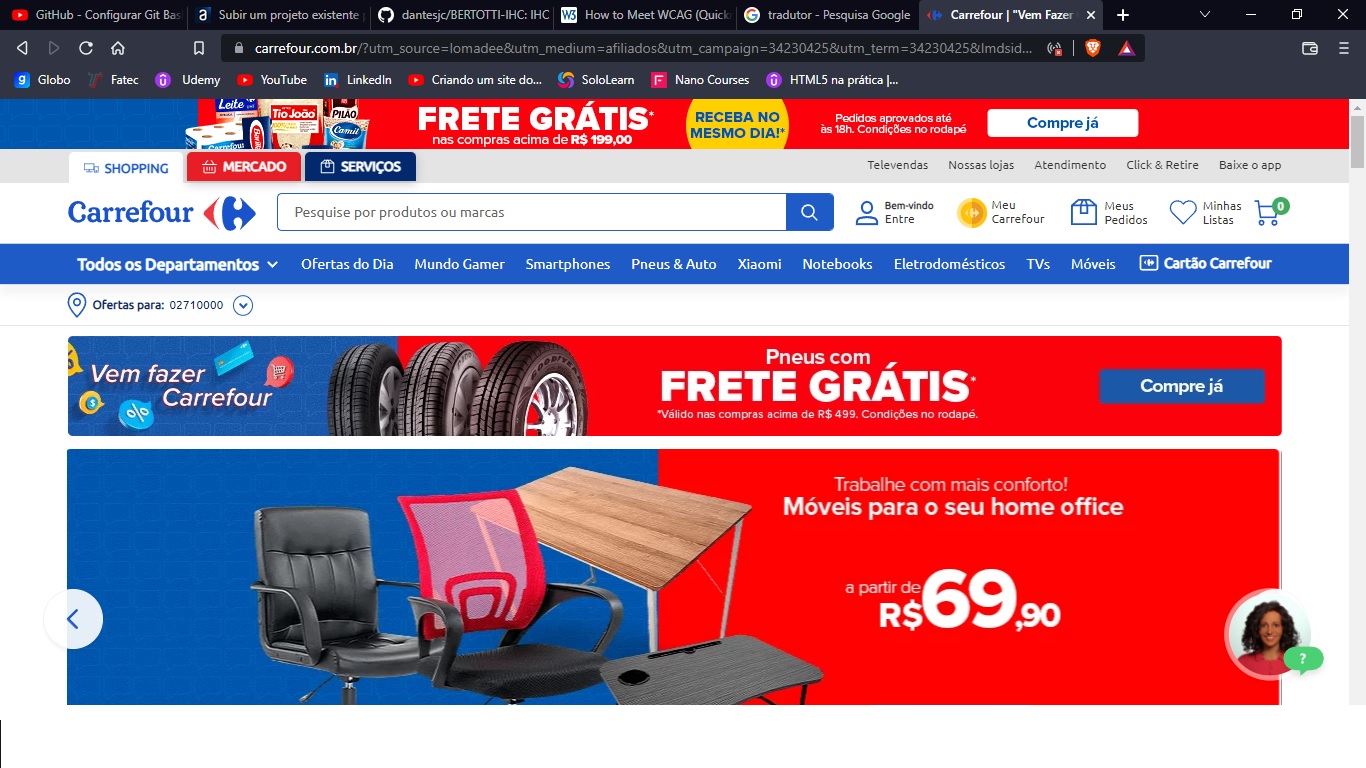 GitHub - Configurar Git Bas
Subir um projeto existente
dantesjc/BERTOTTI-IHC: IHC
How to Meet WCAG (Quick
tradutor - Pesquisa Google
Carrefour | "Vem Fazer
carrefour.com.br/?utm_source=lomadee&utm_medium=afiliados&utm_campaign=34230425&utm_term=34230425&lmdsid...
Globo
Fatec
Udemy
YouTube
LinkedIn
Criando um site do...
SoloLearn
Nano Courses
HTML5 na prática |...
Leite
Tio João
PILÃO
Camil
FRETE GRÁTIS*
nas compras acima de R$ 199,00
RECEBA NO
MESMO DIA!*
Pedidos aprovados até
às 18h. Condições no rodapé
Compre já
SHOPPING
MERCADO
SERVIÇOS
Televendas
Nossas lojas
Atendimento
Click & Retire
Baixe o app
Carrefour
Pesquise por produtos ou marcas
Bem-vindo
Entre
Meu
Carrefour
Meus
Pedidos
Minhas
Listas
0
Todos os Departamentos
Ofertas do Dia
Mundo Gamer
Smartphones
Pneus & Auto
Xiaomi
Notebooks
Eletrodomésticos
TVs
Móveis
Cartão Carrefour
Ofertas para: 02710000
Vem fazer
Carrefour
%
$
Pneus com
FRETE GRÁTIS*
*Válido nas compras acima de R$ 499. Condições no rodapé.
Compre já
Trabalhe com mais conforto!
Móveis para o seu home office
a partir de
R$69,90
?